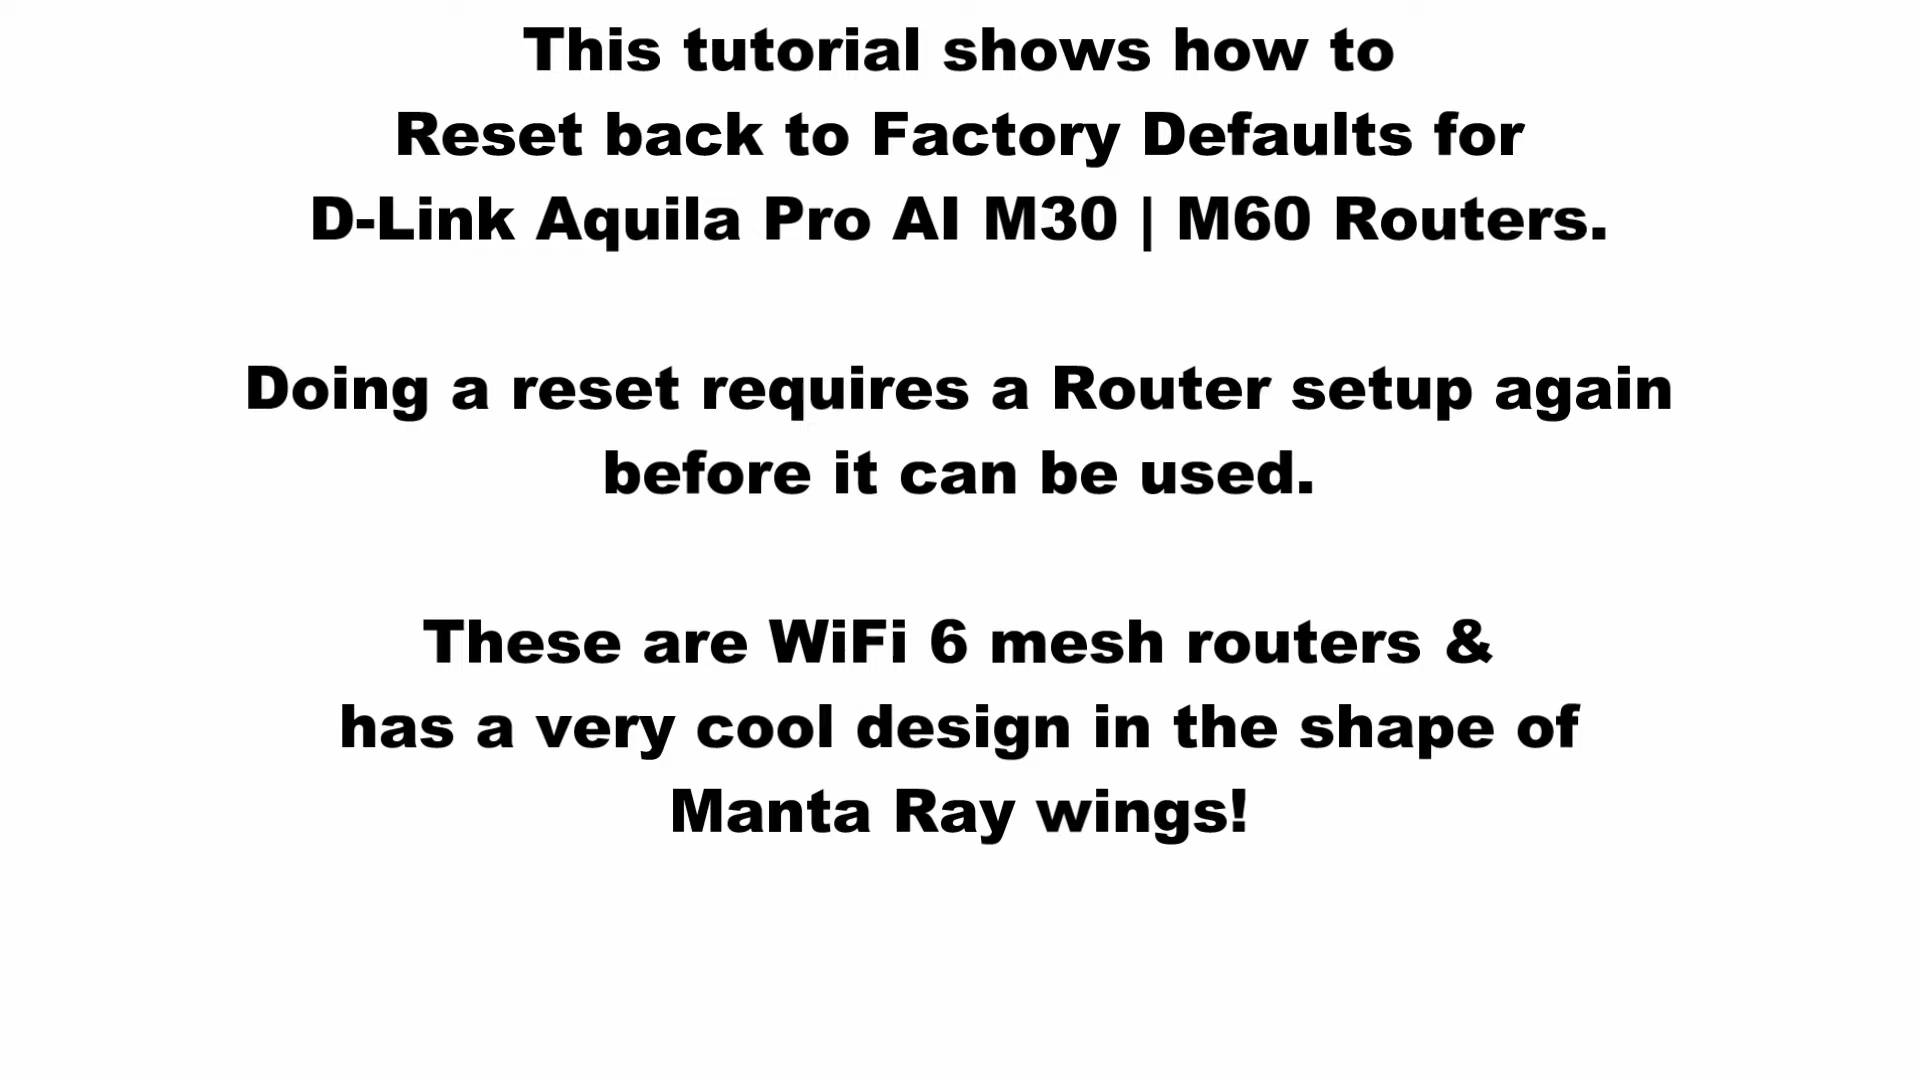 This tutorial shows how to
Reset back to Factory Defaults for
D-Link Aquila Pro AI M30 | M60 Routers.
Doing a reset requires a Router setup again
before it can be used.
These are WiFi 6 mesh routers &
has a very cool design in the shape of
Manta Ray wings!